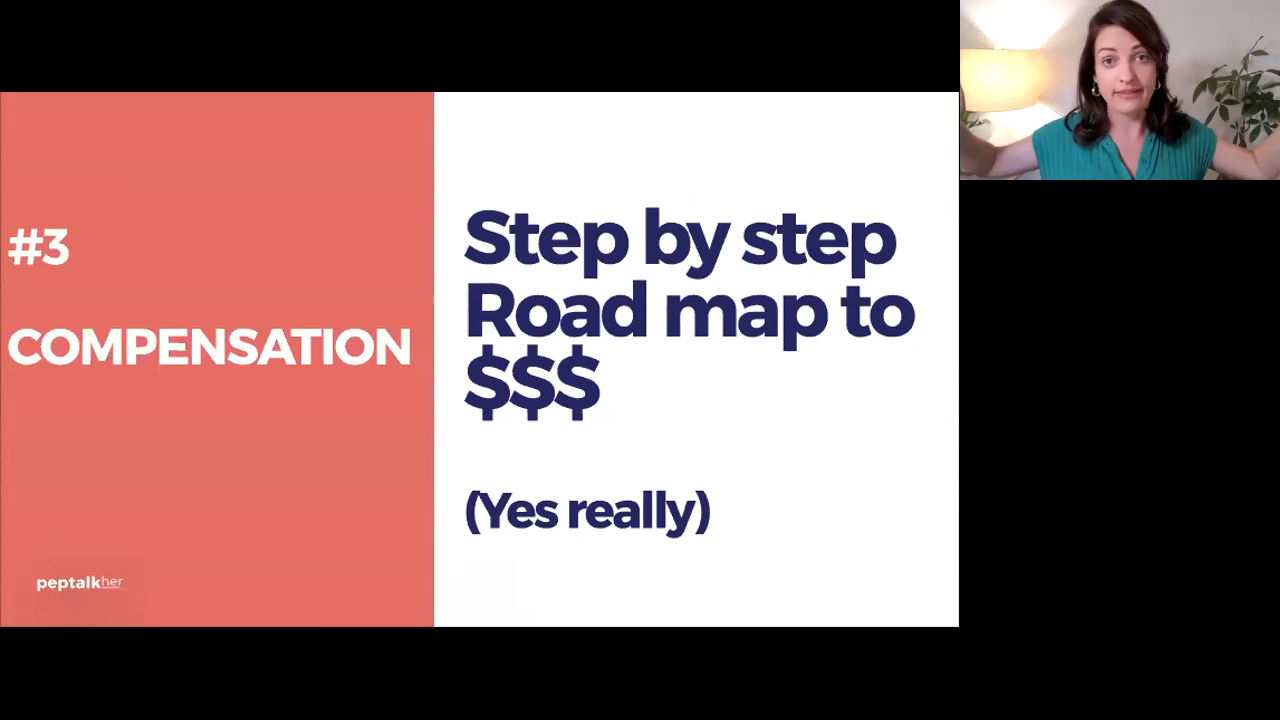 #3
COMPENSATION
peptalkher
Step by step
Road map to
$$$
(Yes really)